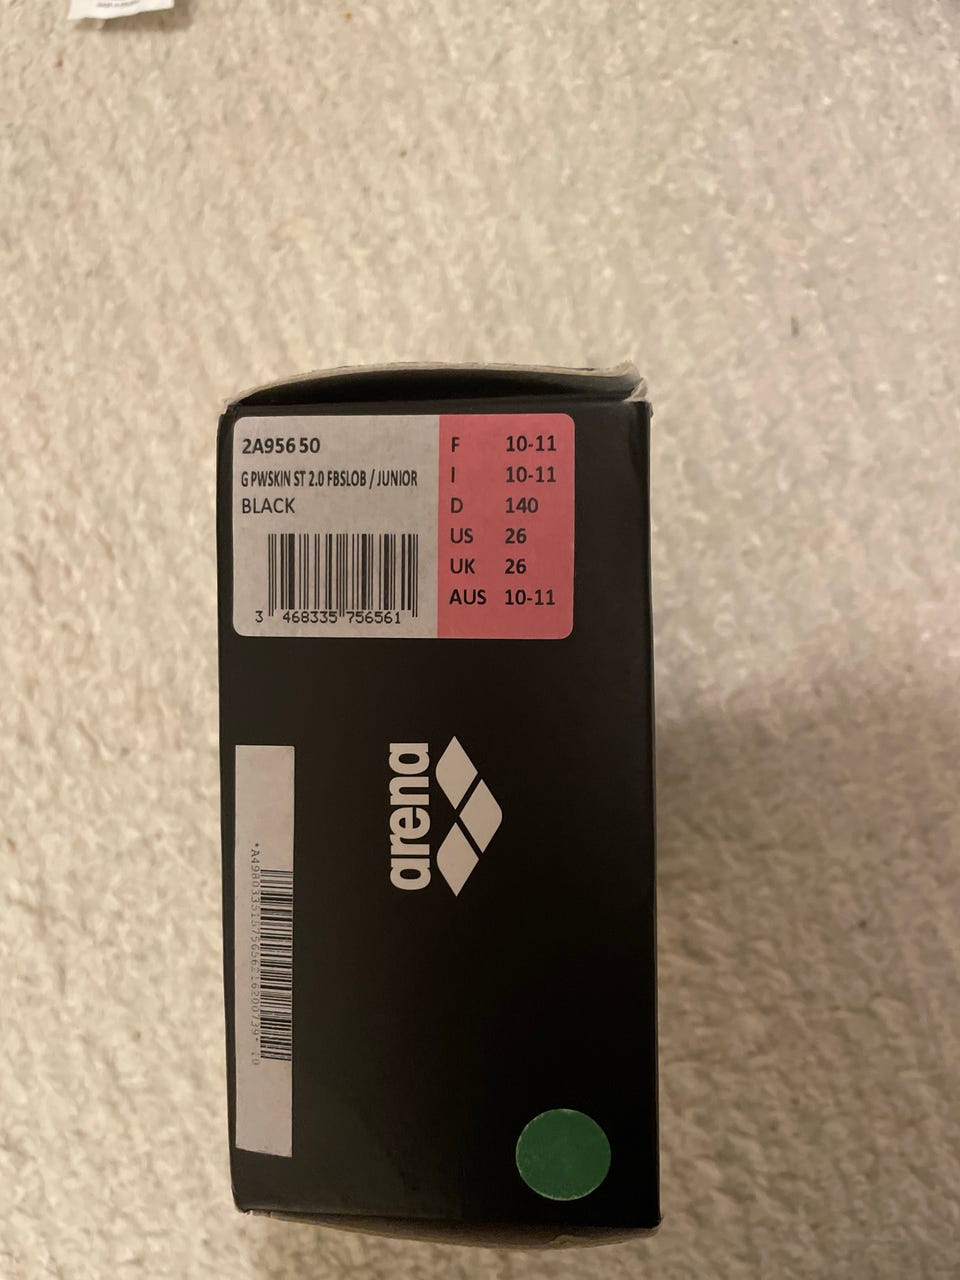 2A956 50
G PWSKIN ST 2.0 FBSLOB / JUNIOR
BLACK
3 468335 756561
F 10-11
I 10-11
D 140
US 26
UK 26
AUS 10-11
arena